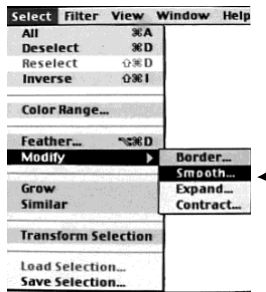 Select Filter View Window Help
All ⌘A
Deselect ⌘D
Reselect ⇧⌘D
Inverse ⇧⌘I
Color Range...
Feather... ⌥⌘D
Modify ▶ Border...
Smooth...
Expand...
Grow
Contract...
Similar
Transform Selection
Load Selection...
Save Selection...